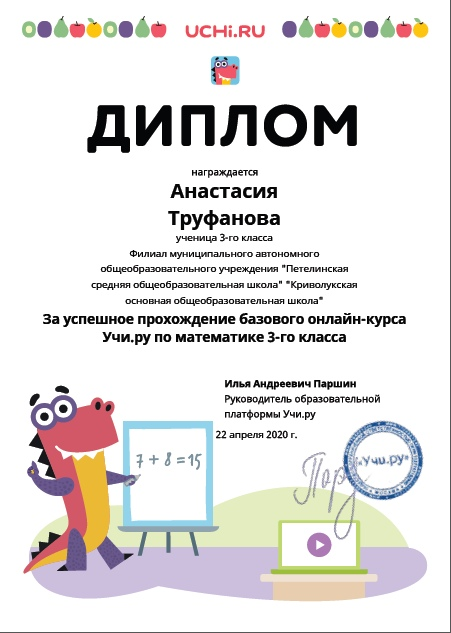 UCHi.RU
ДИПЛОМ
награждается
Анастасия
Труфанова
ученица 3-го класса
Филиал муниципального автономного
общеобразовательного учреждения "Петелинская
средняя общеобразовательная школа" "Криволукская
основная общеобразовательная школа"
За успешное прохождение базового онлайн-курса
Учи.ру по математике 3-го класса
Илья Андреевич Паршин
Руководитель образовательной
платформы Учи.ру
22 апреля 2020 г.
7 + 8 = 15
"Учи.ру"